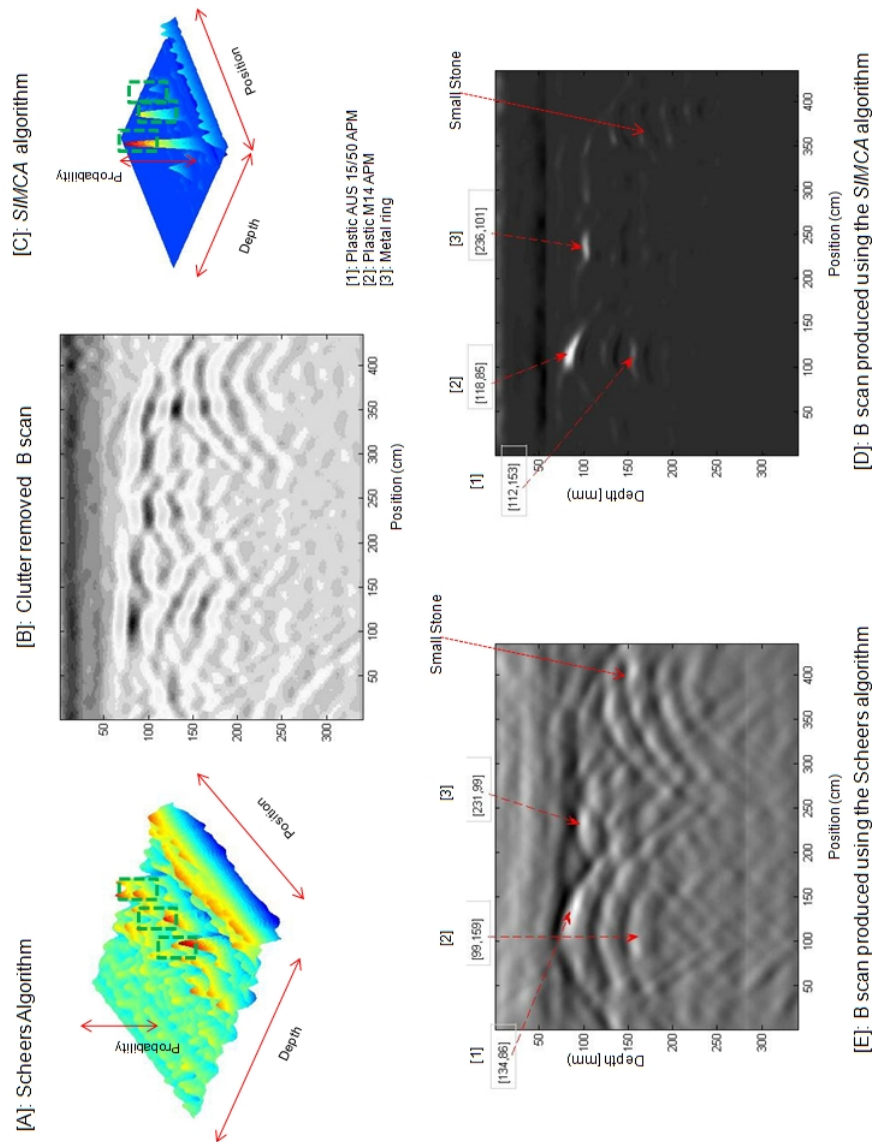 [A]: Scheers Algorithm
Probability
Depth
Position
[B]: Clutter removed B scan
50
100
150
200
250
300
50
100
150
200
250
300
350
400
Position (cm)
[C]: SIMCA algorithm
Probability
Depth
Position
[1]: Plastic AUS 15/50 APM
[2]: Plastic M14 APM
[3]: Metal ring
[1]
[134,86]
[2]
[99,159]
[3]
[231,99]
Small Stone
Depth[mm)
50
100
150
200
250
300
50
100
150
200
250
300
350
400
Position (cm)
[E]: B scan produced using the Scheers algorithm
[1]
[112,153]
[2]
[118,85]
[3]
[236,101]
Small Stone
Depth[mm)
50
100
150
200
250
300
50
100
150
200
250
300
350
400
Position (cm)
[D]: B scan produced using the SIMCA algorithm